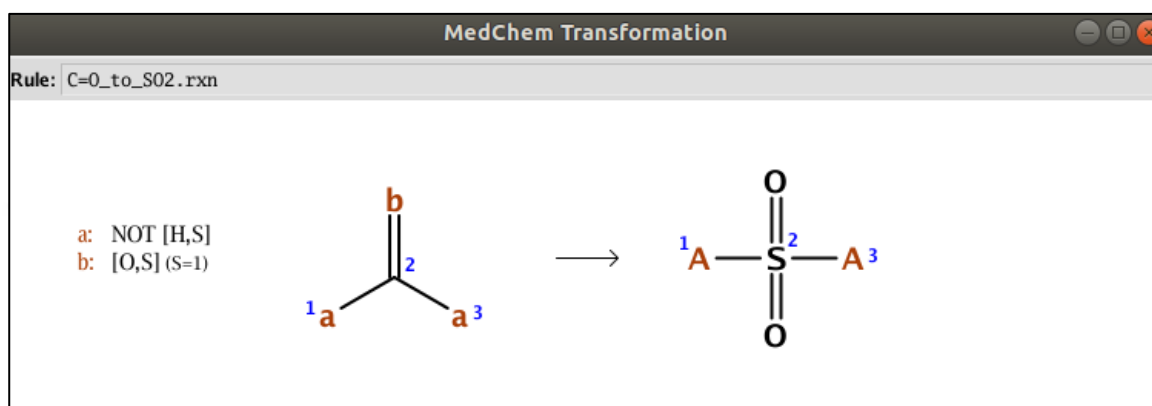 MedChem Transformation
Rule: C=O_to_SO2.rxn
a: NOT [H,S]
b: [O,S] (S=1)
b
2
1 a
a 3
O
1 A S 2 A 3
O